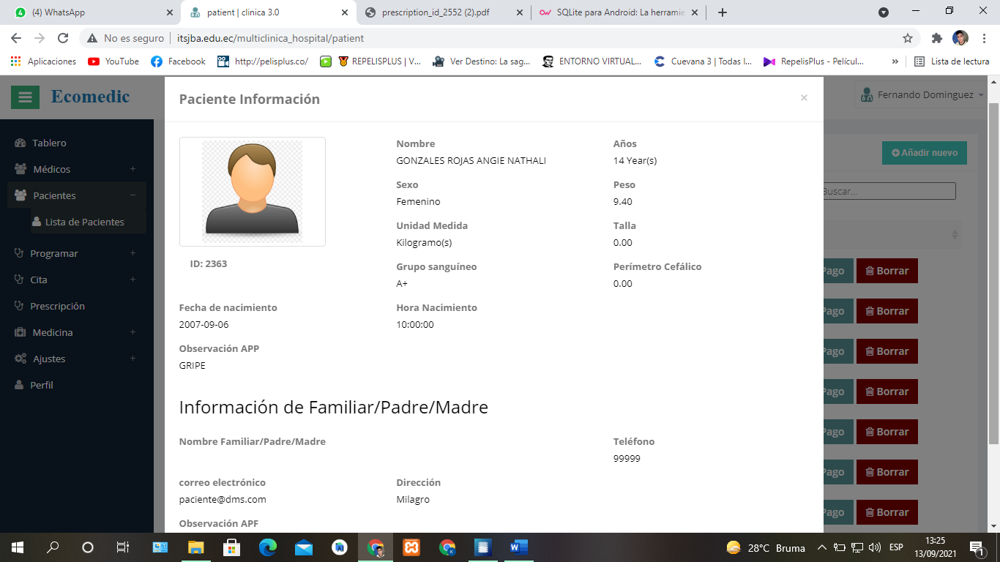 (4) WhatsApp
patient | clinica 3.0
prescription_id_2552 (2).pdf
SQLite para Android: La herramie
No es seguro | itsjba.edu.ec/multiclinica_hospital/patient
Aplicaciones
YouTube
Facebook
http://pelisplus.co/
REPELISPLUS | V...
Ver Destino: La sag...
ENTORNO VIRTUAL...
Cuevana 3 | Todas l...
RepelisPlus - Películ...
»
Lista de lectura
Ecomedic
Paciente Información
×
Fernando Dominguez
Tablero
Médicos +
Pacientes −
Lista de Pacientes
Programar +
Cita +
Prescripción
Medicina +
Ajustes +
Perfil
ID: 2363
Nombre
GONZALES ROJAS ANGIE NATHALI
Años
14 Year(s)
Sexo
Femenino
Peso
9.40
Unidad Medida
Kilogramo(s)
Talla
0.00
Grupo sanguíneo
A+
Perímetro Cefálico
0.00
Fecha de nacimiento
2007-09-06
Hora Nacimiento
10:00:00
Observación APP
GRIPE
Información de Familiar/Padre/Madre
Nombre Familiar/Padre/Madre
Teléfono
99999
correo electrónico
paciente@dms.com
Dirección
Milagro
Observación APF
Añadir nuevo
Buscar...
Pago Borrar
Pago Borrar
Pago Borrar
Pago Borrar
Pago Borrar
Pago Borrar
Pago Borrar
28°C Bruma
ESP
13:25
13/09/2021
1